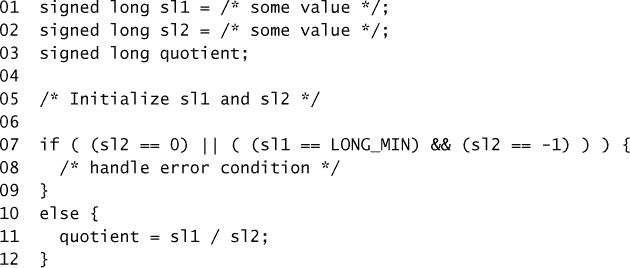 01 signed long sl1 = /* some value */;
02 signed long sl2 = /* some value */;
03 signed long quotient;
04
05 /* Initialize sl1 and sl2 */
06
07 if ( (sl2 == 0) || ( (sl1 == LONG_MIN) && (sl2 == -1) ) ) {
08   /* handle error condition */
09 }
10 else {
11   quotient = sl1 / sl2;
12 }